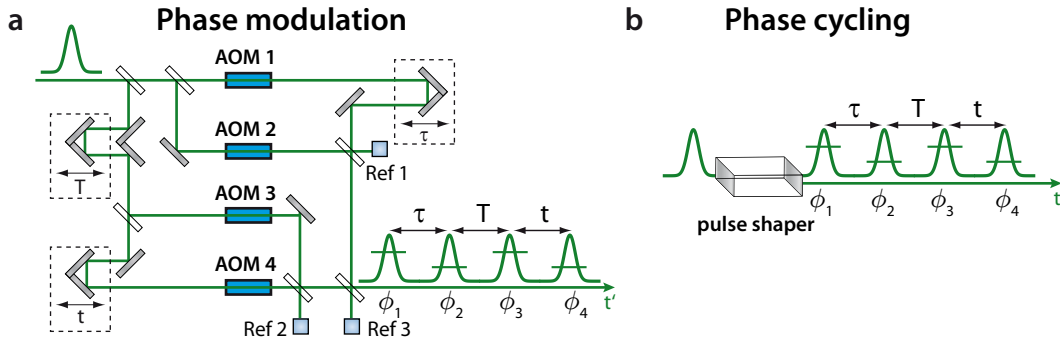 a Phase modulation
AOM 1
τ
AOM 2
Ref 1
T
AOM 3
τ T t
AOM 4
t
t'
ϕ1 ϕ2 ϕ3 ϕ4
Ref 2 Ref 3
b Phase cycling
τ T t
t
pulse shaper
ϕ1 ϕ2 ϕ3 ϕ4